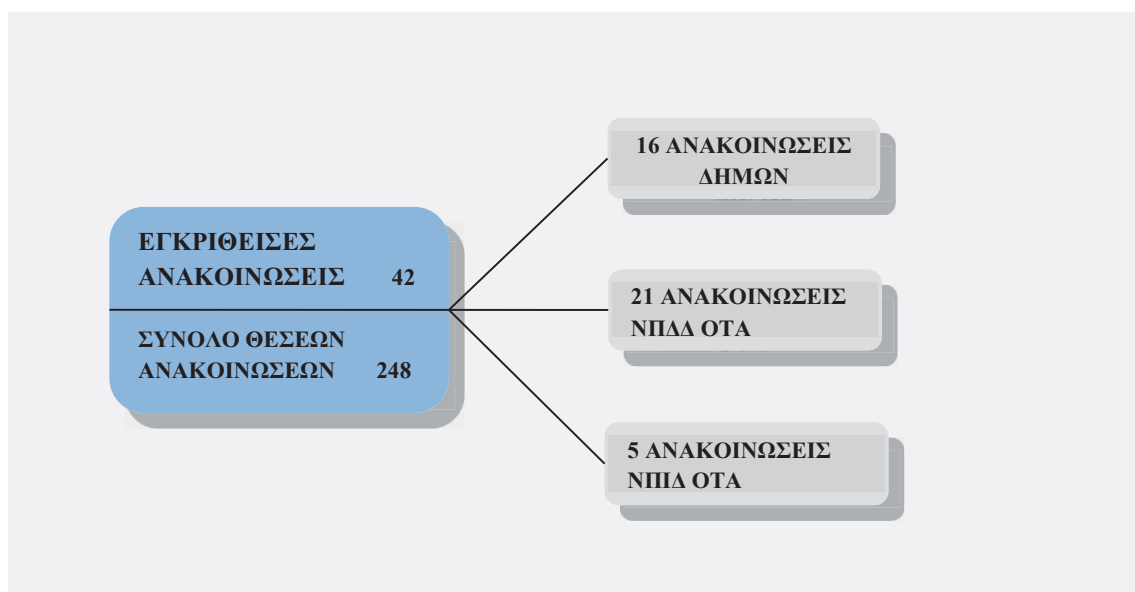 ΕΓΚΡΙΘΕΙΣΕΣ
ΑΝΑΚΟΙΝΩΣΕΙΣ 42
ΣΥΝΟΛΟ ΘΕΣΕΩΝ
ΑΝΑΚΟΙΝΩΣΕΩΝ 248
16 ΑΝΑΚΟΙΝΩΣΕΙΣ
ΔΗΜΩΝ
21 ΑΝΑΚΟΙΝΩΣΕΙΣ
ΝΠΔΔ ΟΤΑ
5 ΑΝΑΚΟΙΝΩΣΕΙΣ
ΝΠΙΔ ΟΤΑ